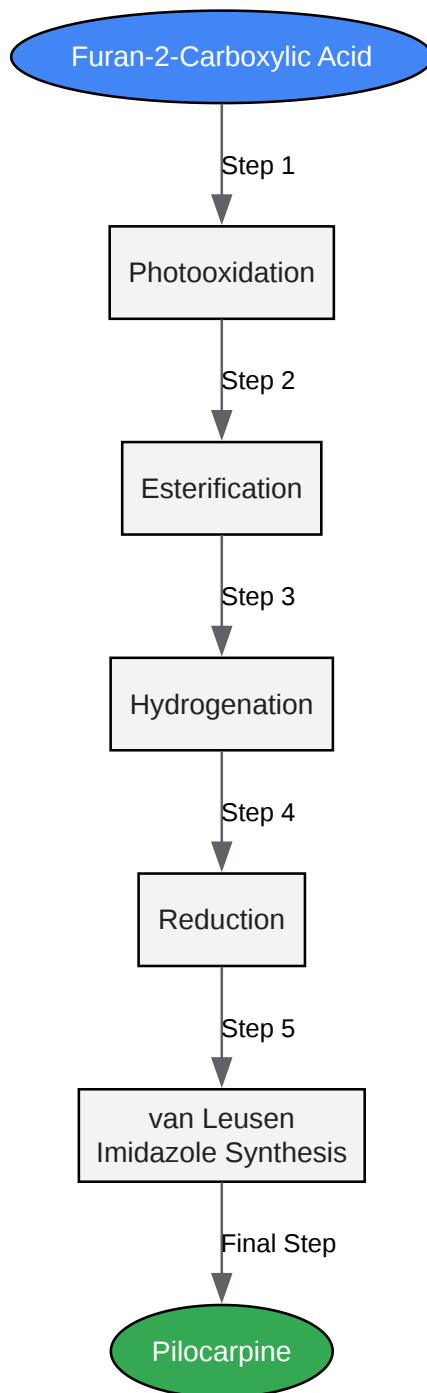 Furan-2-Carboxylic Acid
Step 1
Photooxidation
Step 2
Esterification
Step 3
Hydrogenation
Step 4
Reduction
Step 5
van Leusen
Imidazole Synthesis
Final Step
Pilocarpine